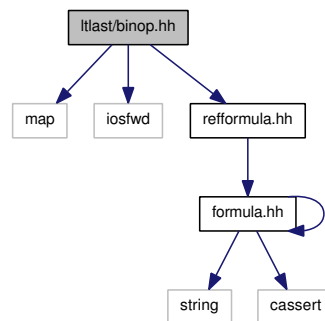 ltlast/binop.hh
map
iosfwd
refformula.hh
formula.hh
string
cassert